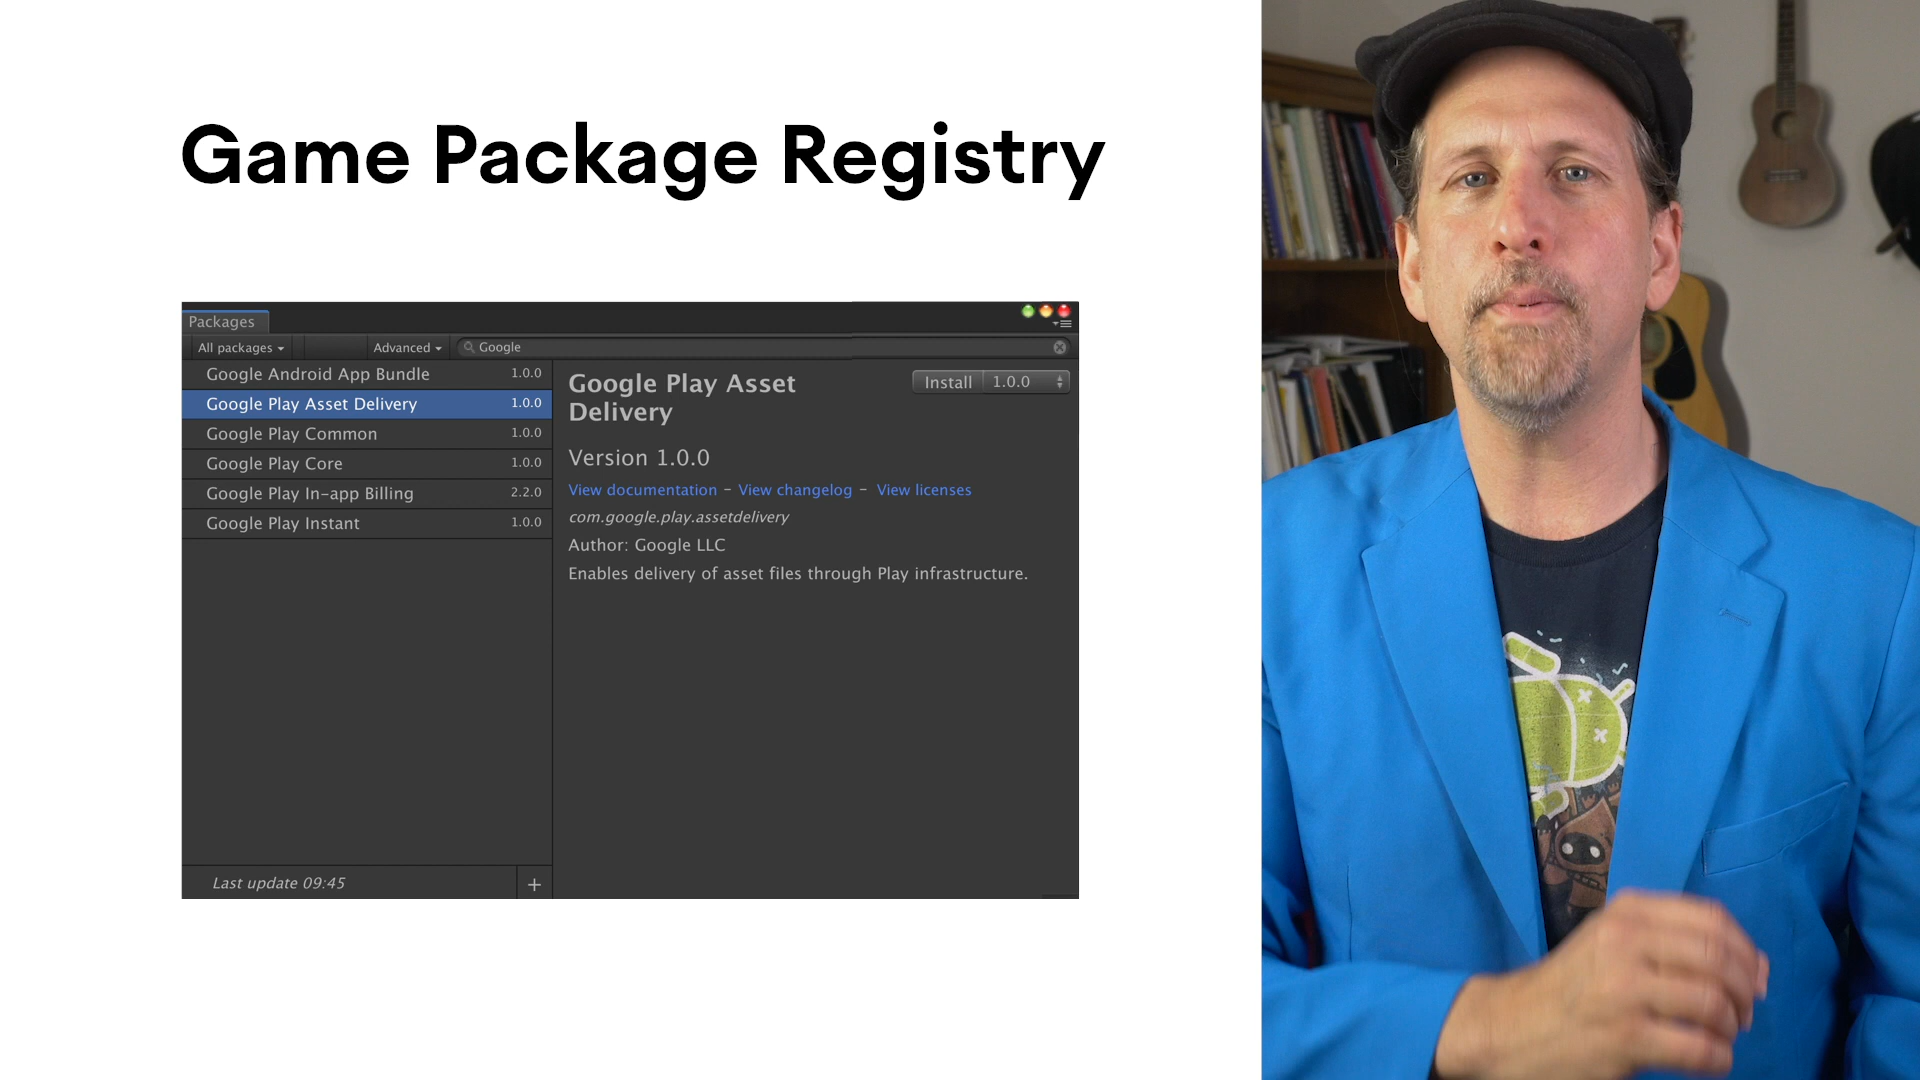 Game Package Registry
Packages
All packages
Advanced
Google
Google Android App Bundle 1.0.0
Google Play Asset Delivery 1.0.0
Google Play Common 1.0.0
Google Play Core 1.0.0
Google Play In-app Billing 2.2.0
Google Play Instant 1.0.0
Last update 09:45
+
Google Play Asset
Delivery
Install 1.0.0
Version 1.0.0
View documentation - View changelog - View licenses
com.google.play.assetdelivery
Author: Google LLC
Enables delivery of asset files through Play infrastructure.